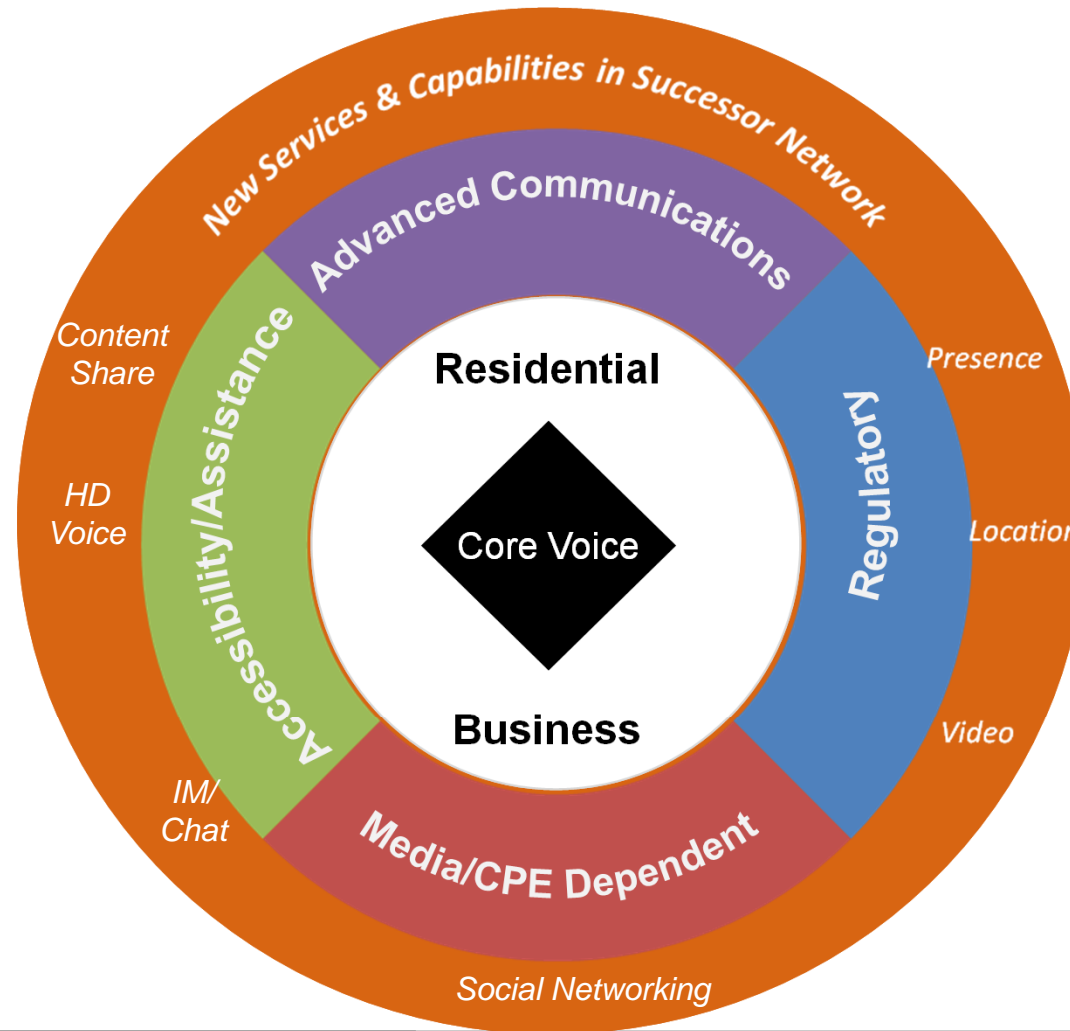 New Services & Capabilities in Successor Network
Advanced Communications
Content
Share
Accessibility/Assistance
Residential
Regulatory
Presence
HD
Voice
Core Voice
Location
Business
Video
IM/
Chat
Media/CPE Dependent
Social Networking